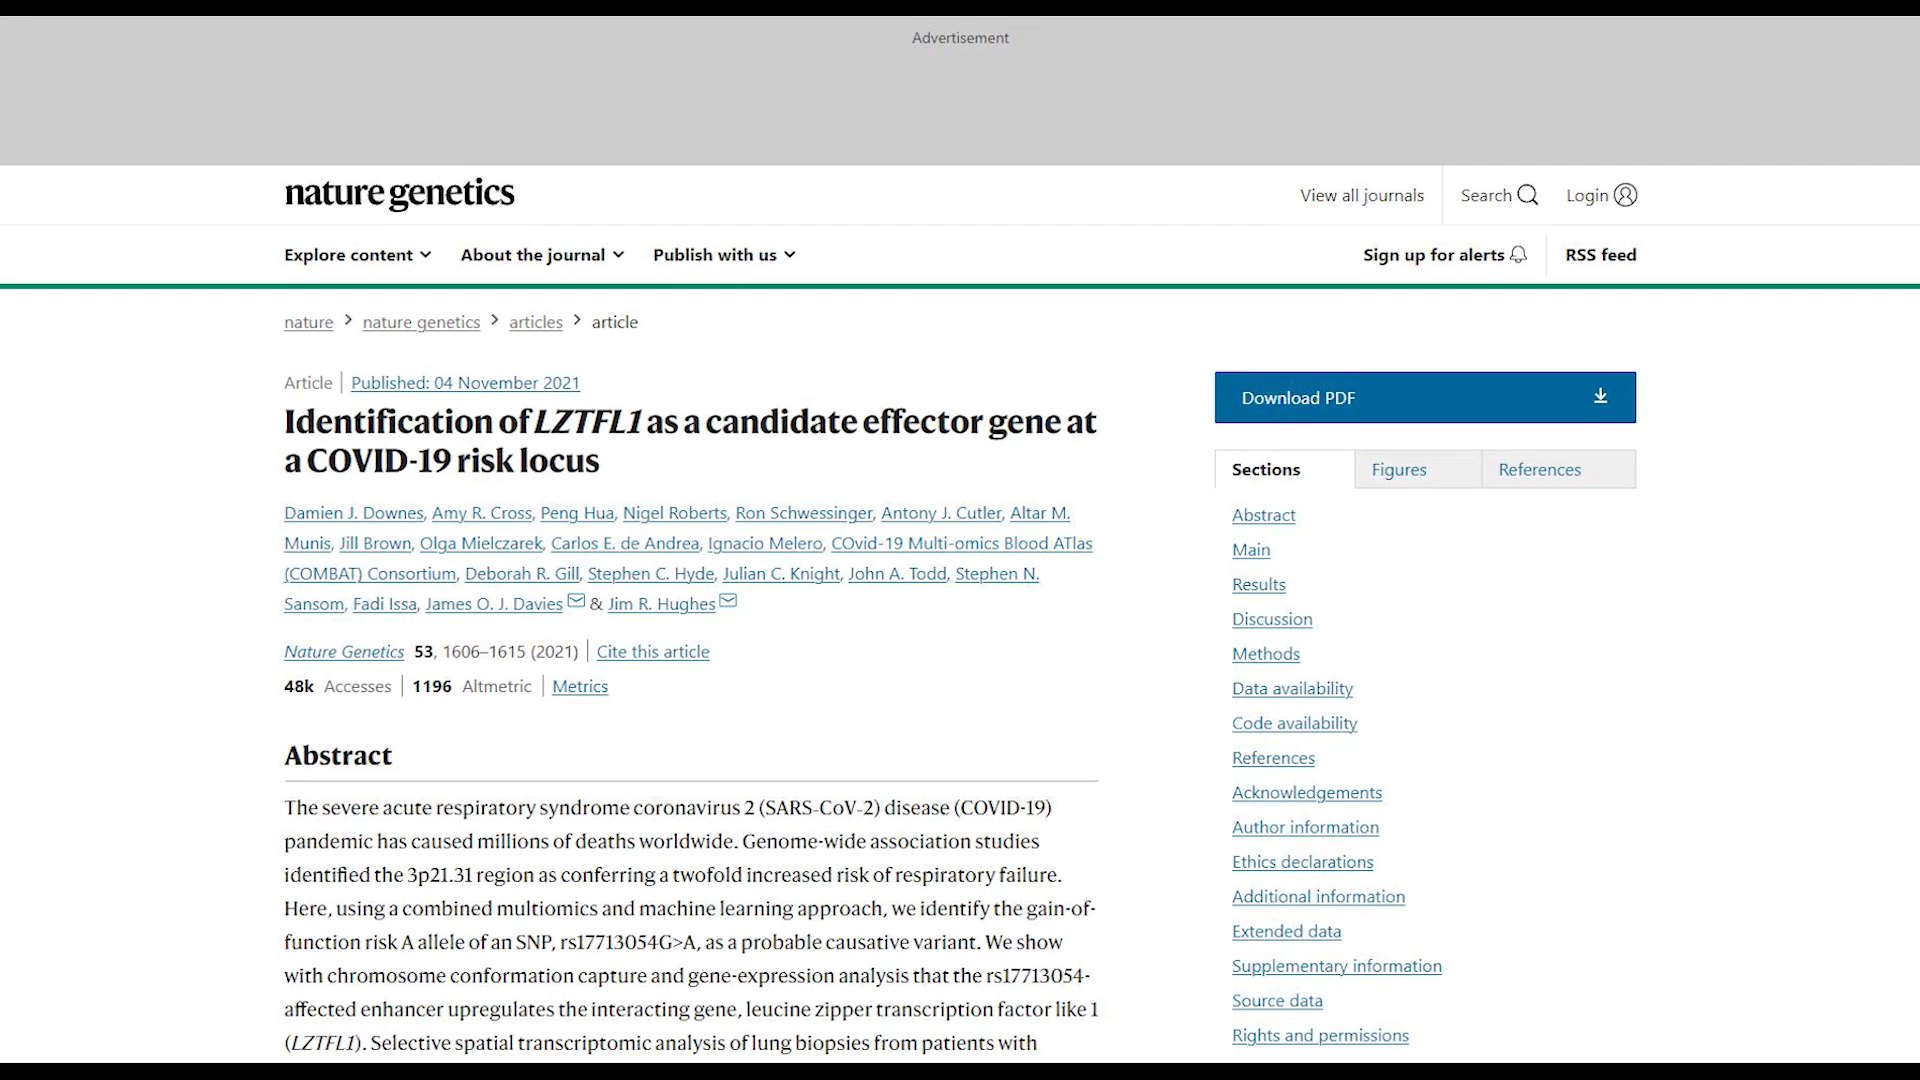 Advertisement
nature genetics
View all journals
Search
Login
Explore content
About the journal
Publish with us
Sign up for alerts
RSS feed
nature > nature genetics > articles > article
Article | Published: 04 November 2021
Identification of LZTFL1 as a candidate effector gene at
a COVID-19 risk locus
Damien J. Downes, Amy R. Cross, Peng Hua, Nigel Roberts, Ron Schwessinger, Antony J. Cutler, Altar M.
Munis, Jill Brown, Olga Mielczarek, Carlos E. de Andrea, Ignacio Melero, COvid-19 Multi-omics Blood ATlas
(COMBAT) Consortium, Deborah R. Gill, Stephen C. Hyde, Julian C. Knight, John A. Todd, Stephen N.
Sansom, Fadi Issa, James O. J. Davies & Jim R. Hughes
Nature Genetics 53, 1606–1615 (2021) | Cite this article
48k Accesses | 1196 Altmetric | Metrics
Abstract
The severe acute respiratory syndrome coronavirus 2 (SARS-CoV-2) disease (COVID-19)
pandemic has caused millions of deaths worldwide. Genome-wide association studies
identified the 3p21.31 region as conferring a twofold increased risk of respiratory failure.
Here, using a combined multiomics and machine learning approach, we identify the gain-of-
function risk A allele of an SNP, rs17713054G>A, as a probable causative variant. We show
with chromosome conformation capture and gene-expression analysis that the rs17713054-
affected enhancer upregulates the interacting gene, leucine zipper transcription factor like 1
(LZTFL1). Selective spatial transcriptomic analysis of lung biopsies from patients with
Download PDF
Sections
Figures
References
Abstract
Main
Results
Discussion
Methods
Data availability
Code availability
References
Acknowledgements
Author information
Ethics declarations
Additional information
Extended data
Supplementary information
Source data
Rights and permissions